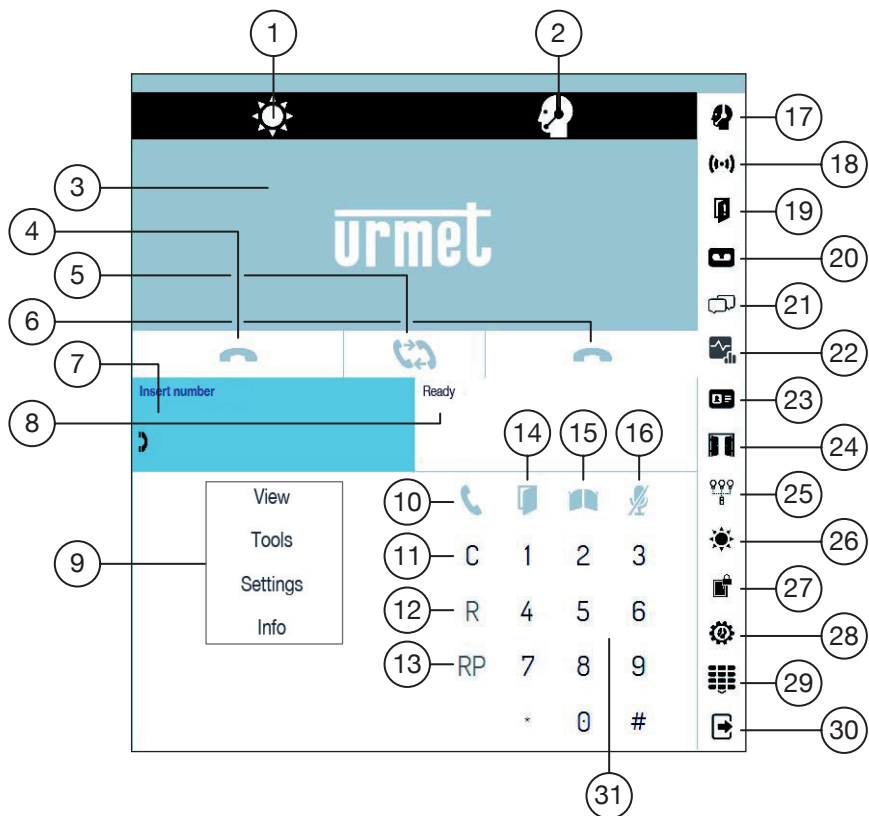 1 2
17
18
3 19
urmet
4
20
5
21
6
22
7 Insert number Ready
23
8
14 15 16 24
10 25
View
11 C 1 2 3 26
Tools
9
27
Settings
12 R 4 5 6
28
Info
13 RP 7 8 9
29
* 0 # 30
31